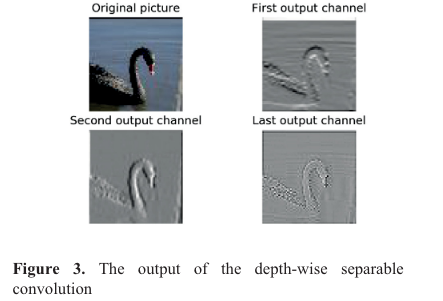 Original picture
First output channel
Second output channel
Last output channel
Figure 3. The output of the depth-wise separable
convolution